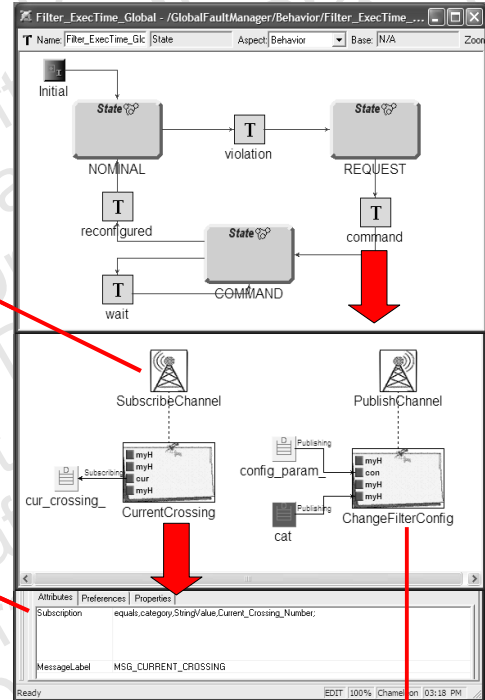 Filter_ExecTime_Global - /GlobalFaultManager/Behavior/Filter_ExecTime_...
T Name: Filter_ExecTime_Glc State Aspect: Behavior Base: N/A Zoon
Initial
State
State
T
violation
NOMINAL
REQUEST
T
reconfigured
T
command
State
T
COMMAND
wait
SubscribeChannel
PublishChannel
myH
myH
cur
myH
Subscribing
cur_crossing_
CurrentCrossing
Publishing
config_param_
myH
con
myH
myH
Publishing
cat
ChangeFilterConfig
Attributes Preferences Properties
Subscription equals,category,StringValue,Current_Crossing_Number;
MessageLabel MSG_CURRENT_CROSSING
Ready EDIT 100% 03:18 PM